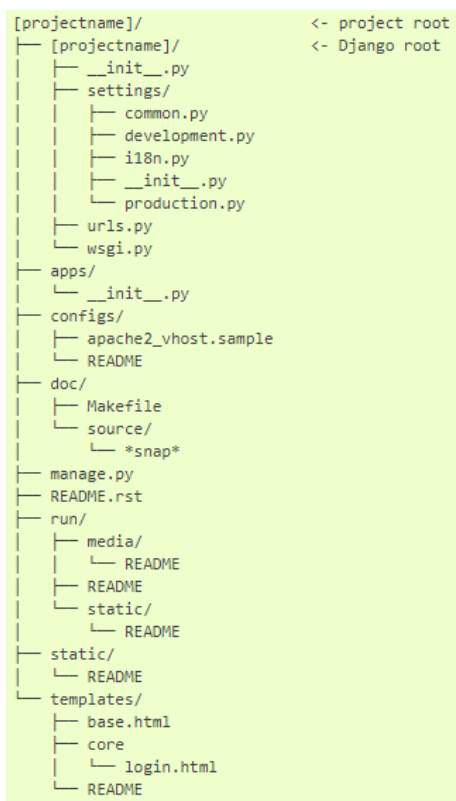 [projectname]/                  <- project root
├── [projectname]/              <- Django root
│   ├── __init__.py
│   ├── settings/
│   │   ├── common.py
│   │   ├── development.py
│   │   ├── i18n.py
│   │   ├── __init__.py
│   │   └── production.py
│   ├── urls.py
│   └── wsgi.py
├── apps/
│   └── __init__.py
├── configs/
│   ├── apache2_vhost.sample
│   └── README
├── doc/
│   ├── Makefile
│   └── source/
│       └── *snap*
├── manage.py
├── README.rst
├── run/
│   ├── media/
│   │   └── README
│   ├── README
│   └── static/
│       └── README
├── static/
│   └── README
└── templates/
    ├── base.html
    ├── core
    │   └── login.html
    └── README